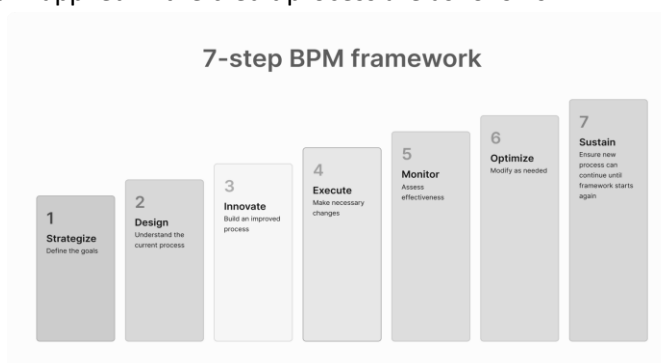 7-step BPM framework
1
Strategize
Define the goals
2
Design
Understand the
current process
3
Innovate
Build an improved
process
4
Execute
Make necessary
changes
5
Monitor
Assess
effectiveness
6
Optimize
Modify as needed
7
Sustain
Ensure new
process can
continue until
framework starts
again